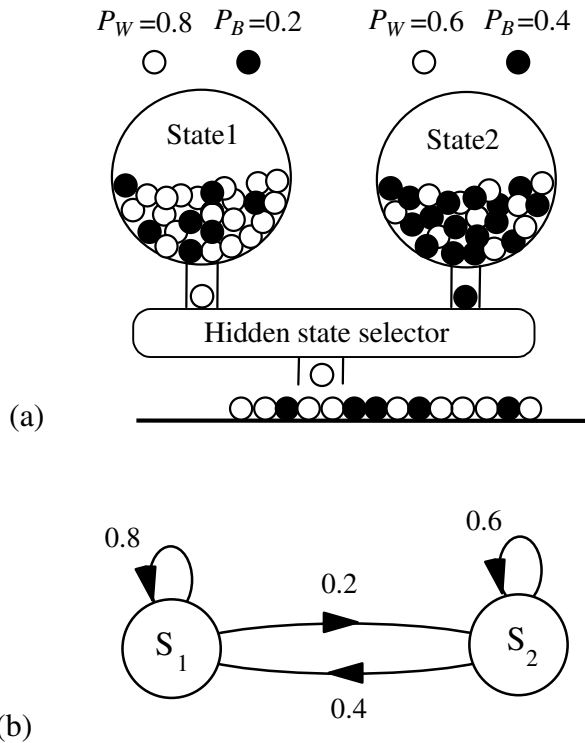 P_W=0.8 P_B=0.2 P_W=0.6 P_B=0.4
State1 State2
Hidden state selector
(a)
0.8 0.6
0.2
S_1 S_2
0.4
(b)